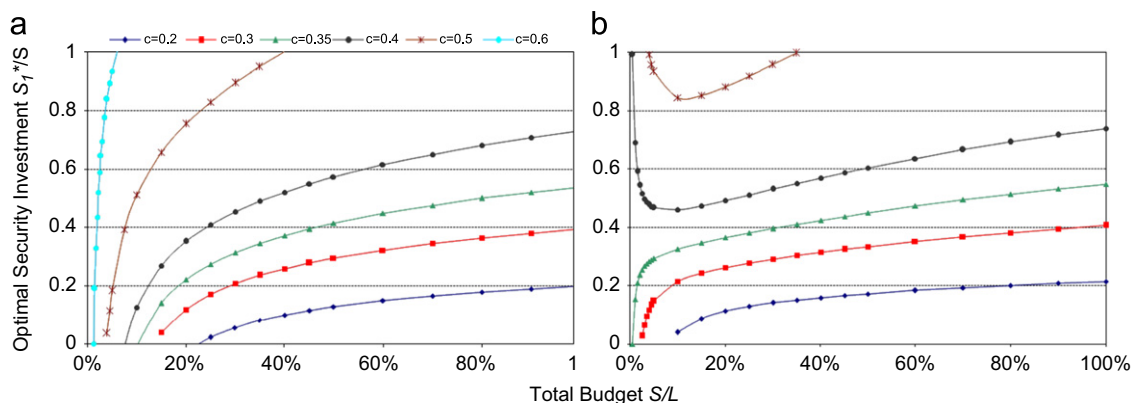 a
b
c=0.2 c=0.3 c=0.35 c=0.4 c=0.5 c=0.6
Optimal Security Investment S₁*/S
1
0.8
0.6
0.4
0.2
0
0% 20% 40% 60% 80% 1
1
0.8
0.6
0.4
0.2
0
0% 20% 40% 60% 80% 100%
Total Budget S/L